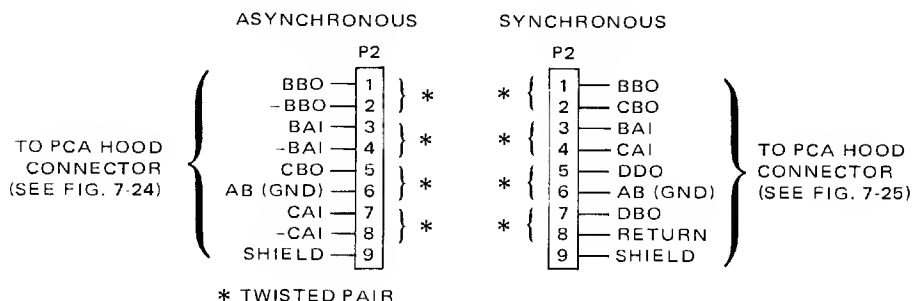 ASYNCHRONOUS
P2
BBO 1
-BBO 2 } *
BAI 3
-BAI 4 } *
CBO 5
AB (GND) 6 } *
CAI 7
-CAI 8 } *
SHIELD 9
TO PCA HOOD
CONNECTOR
(SEE FIG. 7-24)
SYNCHRONOUS
P2
1 BBO
* { 2 CBO
3 BAI
* { 4 CAI
5 DDO
* { 6 AB (GND)
7 DBO
* { 8 RETURN
9 SHIELD
TO PCA HOOD
CONNECTOR
(SEE FIG. 7-25)
* TWISTED PAIR